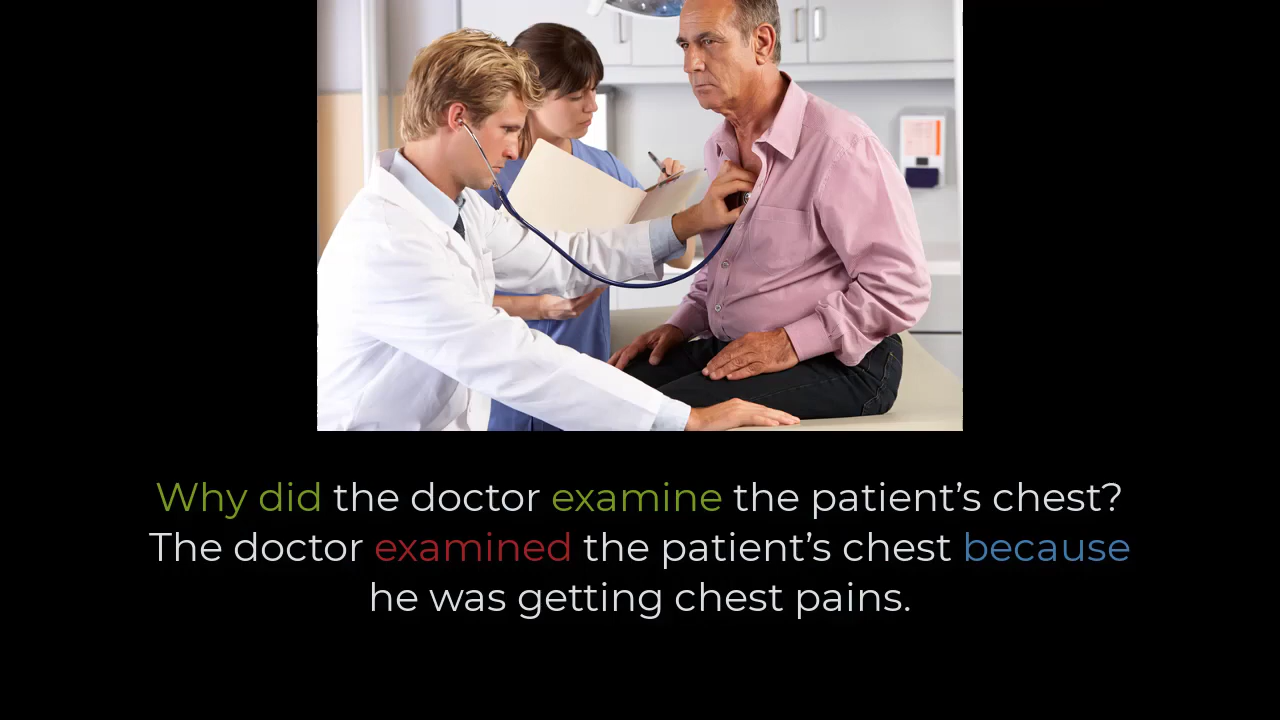 Why did the doctor examine the patient’s chest?
The doctor examined the patient’s chest because
he was getting chest pains.